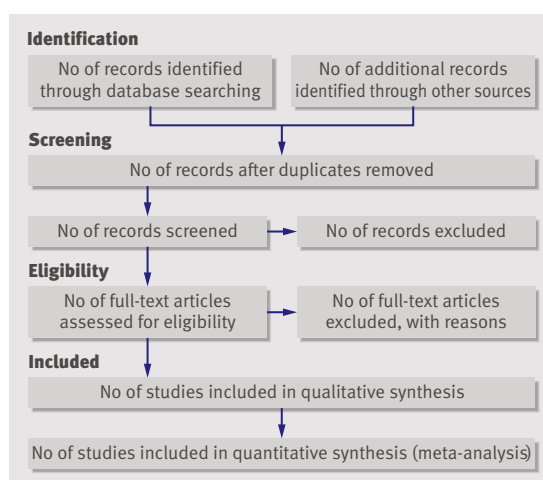 Identification
No of records identified
through database searching
No of additional records
identified through other sources
Screening
No of records after duplicates removed
No of records screened
No of records excluded
Eligibility
No of full-text articles
assessed for eligibility
No of full-text articles
excluded, with reasons
Included
No of studies included in qualitative synthesis
No of studies included in quantitative synthesis (meta-analysis)